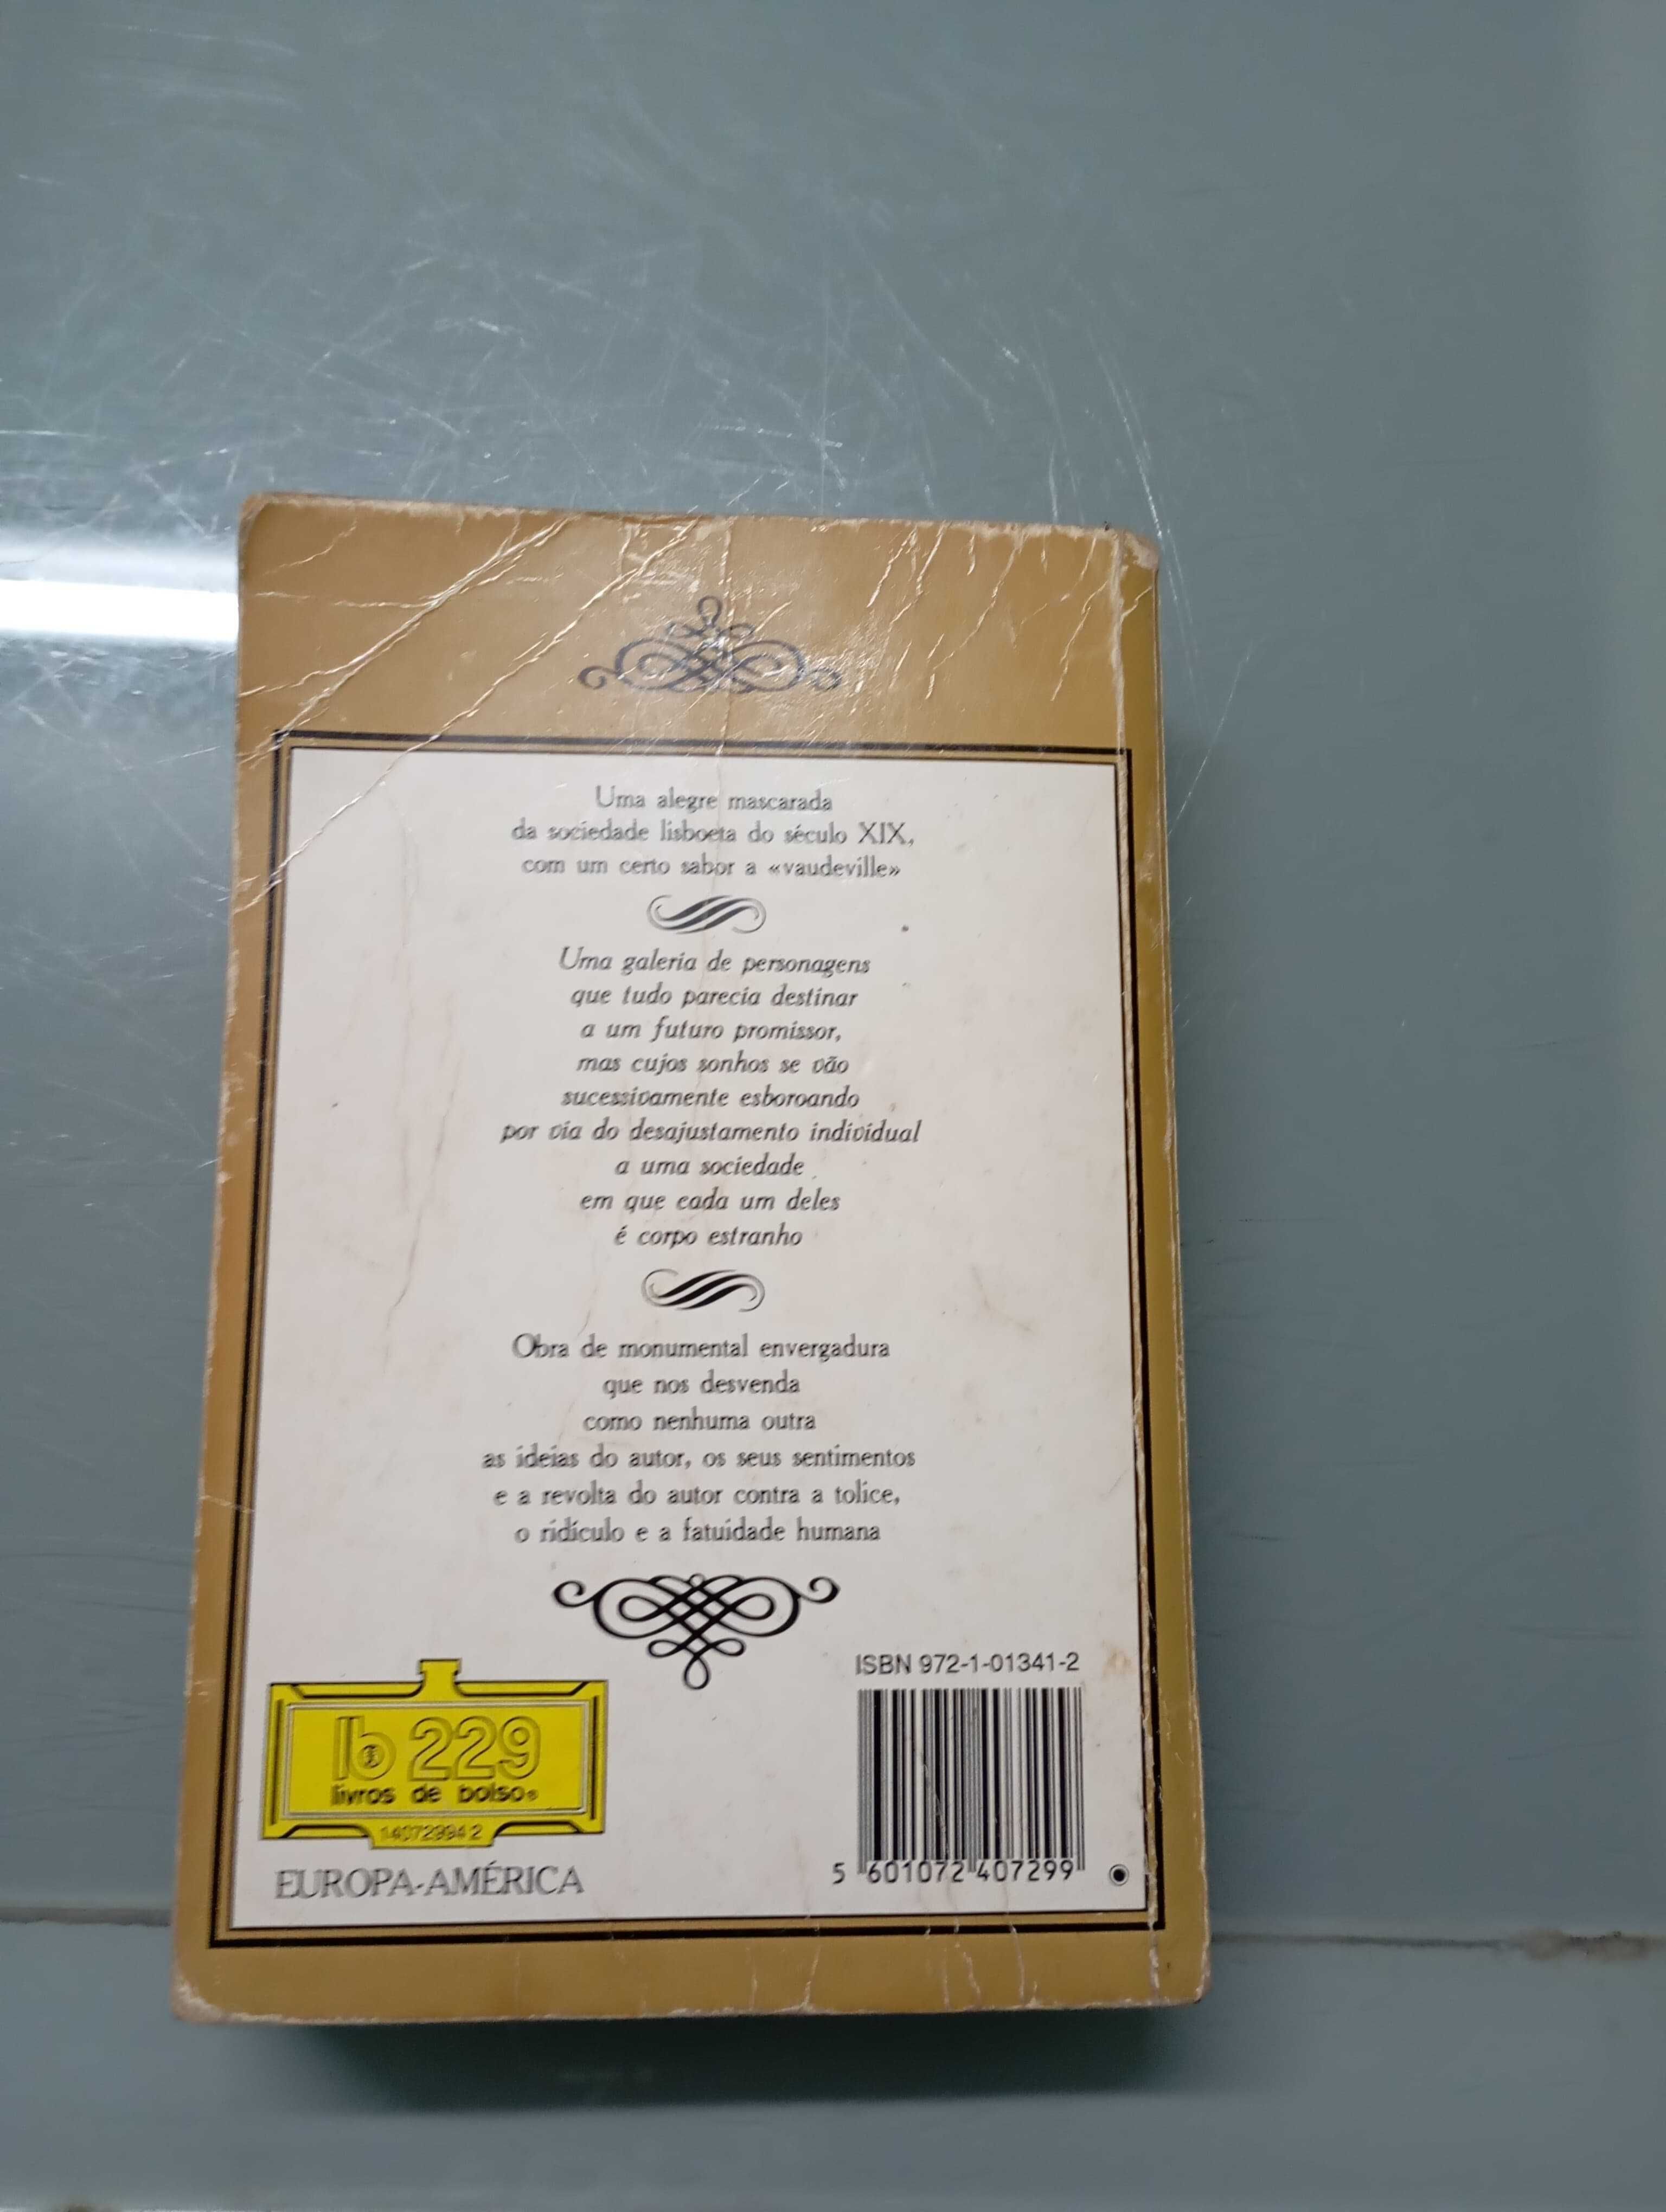 Uma alegre mascarada
da sociedade lisboeta do século XIX,
com um certo sabor a «vaudeville»
Uma galeria de personagens
que tudo parecia destinar
a um futuro promissor,
mas cujos sonhos se vão
sucessivamente esboroando
por via do desajustamento individual
a uma sociedade
em que cada um deles
é corpo estranho
Obra de monumental envergadura
que nos desvenda
como nenhuma outra
as ideias do autor, os seus sentimentos
e a revolta do autor contra a tolice,
o ridículo e a fatuidade humana
lb 229
livros de bolso
14072994 2
EUROPA-AMÉRICA
ISBN 972-1-01341-2
5 601072 407299